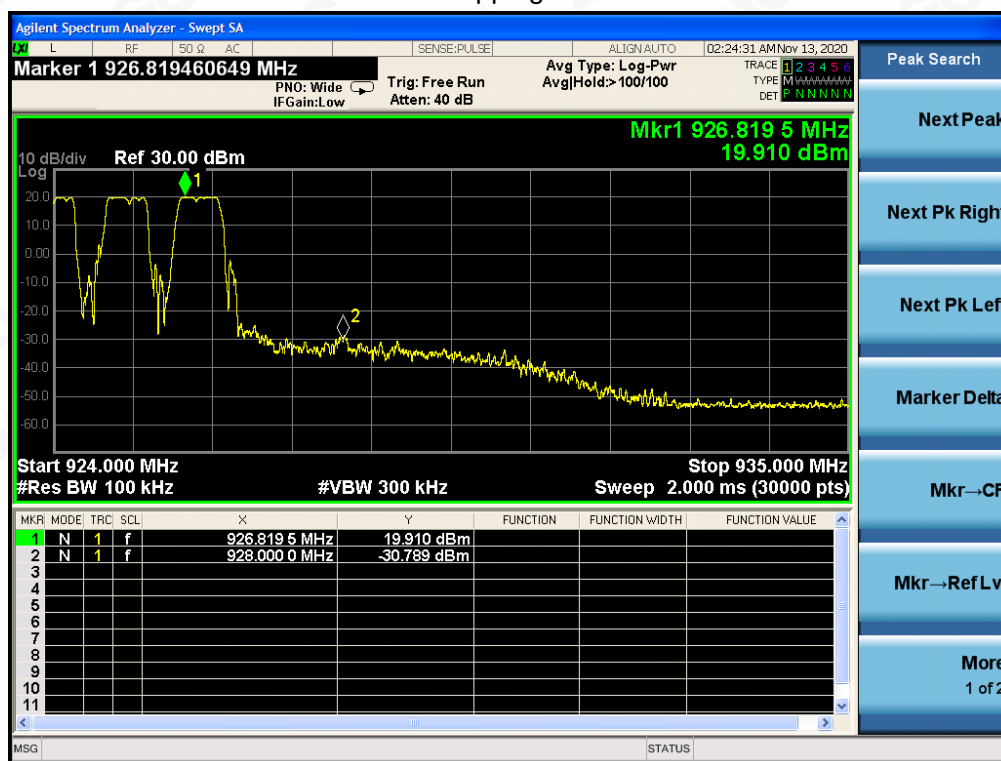 pping
Agilent Spectrum Analyzer - Swept SA
LXI L RF 50 Ω AC SENSE:PULSE ALIGN AUTO 02:24:31 AM Nov 13, 2020
Marker 1 926.819460649 MHz
PNO: Wide
IFGain:Low
Trig: Free Run
Atten: 40 dB
Avg Type: Log-Pwr
Avg|Hold:>100/100
TRACE 1 2 3 4 5 6
TYPE M WWWWW
DET P N N N N N
Mkr1 926.819 5 MHz
19.910 dBm
10 dB/div Ref 30.00 dBm
Log
1
20.0
10.0
0.00
-10.0
-20.0
2
-30.0
-40.0
-50.0
-60.0
Start 924.000 MHz Stop 935.000 MHz
#Res BW 100 kHz #VBW 300 kHz Sweep 2.000 ms (30000 pts)
MKR MODE TRC SCL X Y FUNCTION FUNCTION WIDTH FUNCTION VALUE
1 N 1 f 926.819 5 MHz 19.910 dBm
2 N 1 f 928.000 0 MHz -30.789 dBm
3
4
5
6
7
8
9
10
11
MSG STATUS
Peak Search
Next Peak
Next Pk Right
Next Pk Left
Marker Delta
Mkr→CF
Mkr→Ref Lv
More
1 of 2